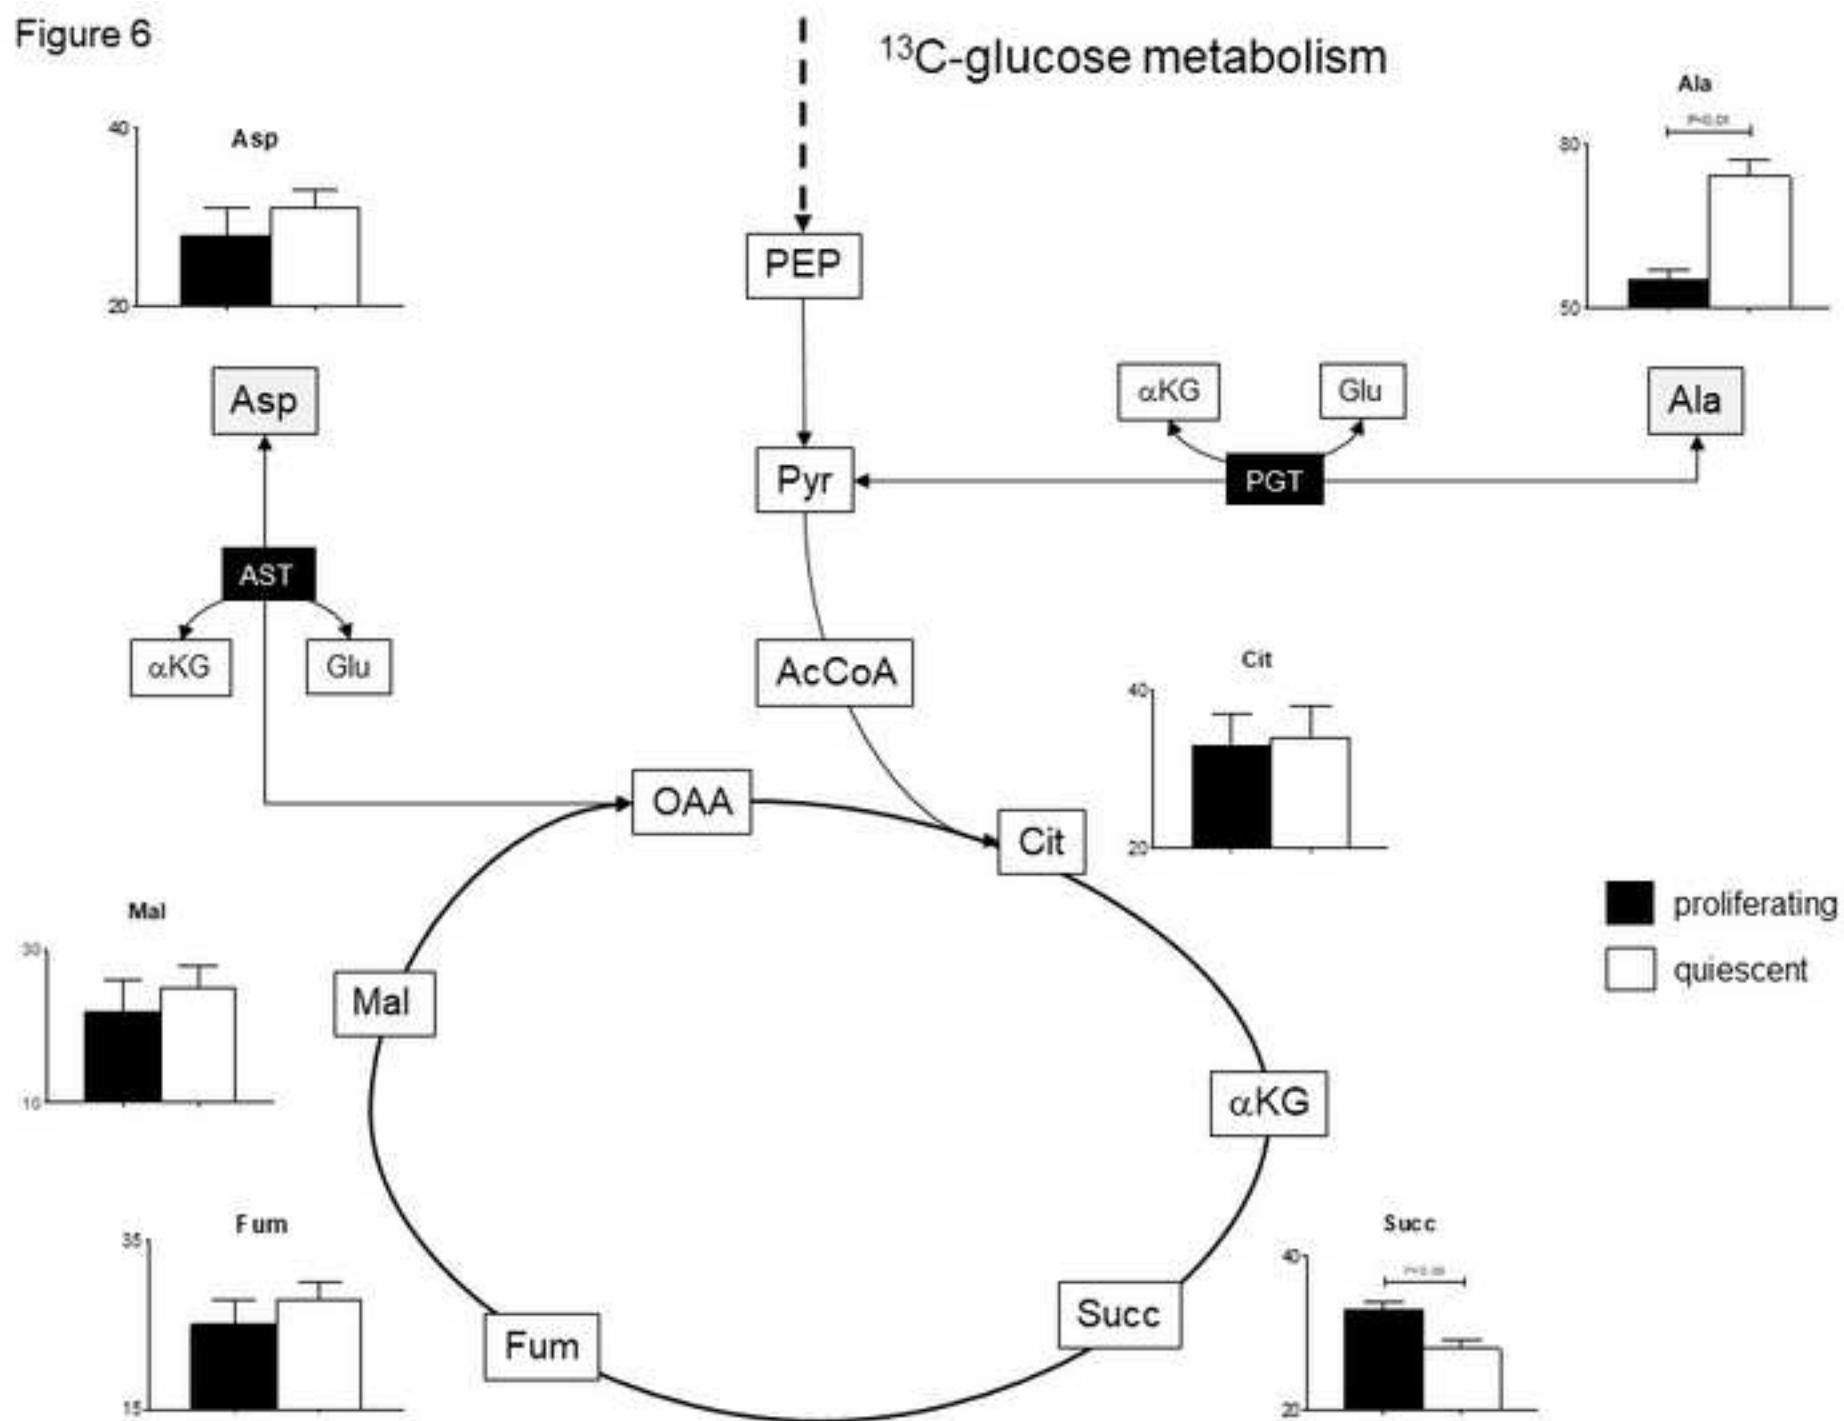 Figure 6
¹³C-glucose metabolism
Asp
40
20
Ala
P<0.01
80
50
PEP
Asp
αKG
Glu
Ala
Pyr
PGT
AST
αKG
Glu
AcCoA
Cit
40
20
OAA
Cit
proliferating
quiescent
Mal
30
10
Mal
αKG
Fum
35
15
Succ
40
20
Fum
Succ